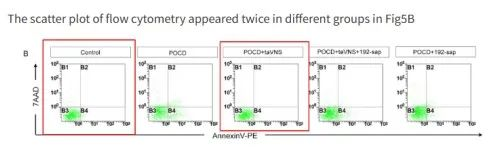 The scatter plot of flow cytometry appeared twice in different groups in Fig5B
B
Control
POCD
POCD+taVNS
POCD+taVNS+192-sap
POCD+192-sap
7AAD
B1 B2
B3 B4
B1 B2
B3 B4
B1 B2
B3 B4
B1 B2
B3 B4
B1 B2
B3 B4
AnnexinV-PE